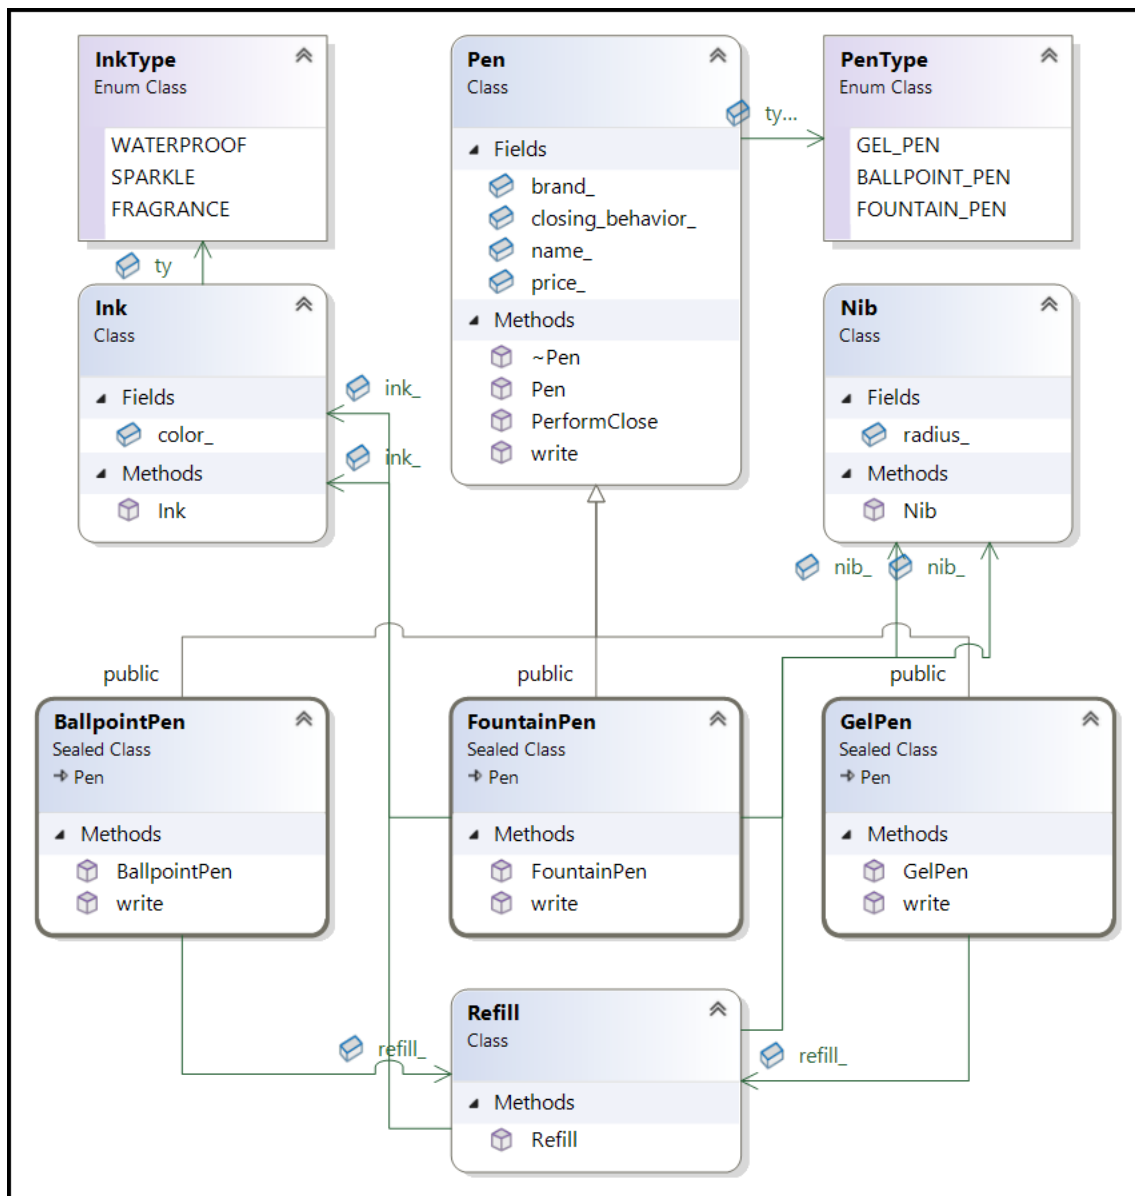 InkType
Enum Class
WATERPROOF
SPARKLE
FRAGRANCE
ty
Pen
Class
Fields
brand_
closing_behavior_
name_
price_
Methods
~Pen
Pen
PerformClose
write
ty...
PenType
Enum Class
GEL_PEN
BALLPOINT_PEN
FOUNTAIN_PEN
Ink
Class
Fields
color_
Methods
Ink
ink_
ink_
Nib
Class
Fields
radius_
Methods
Nib
nib_
nib_
public
public
public
BallpointPen
Sealed Class
Pen
Methods
BallpointPen
write
FountainPen
Sealed Class
Pen
Methods
FountainPen
write
GelPen
Sealed Class
Pen
Methods
GelPen
write
refill_
Refill
Class
Methods
Refill
refill_